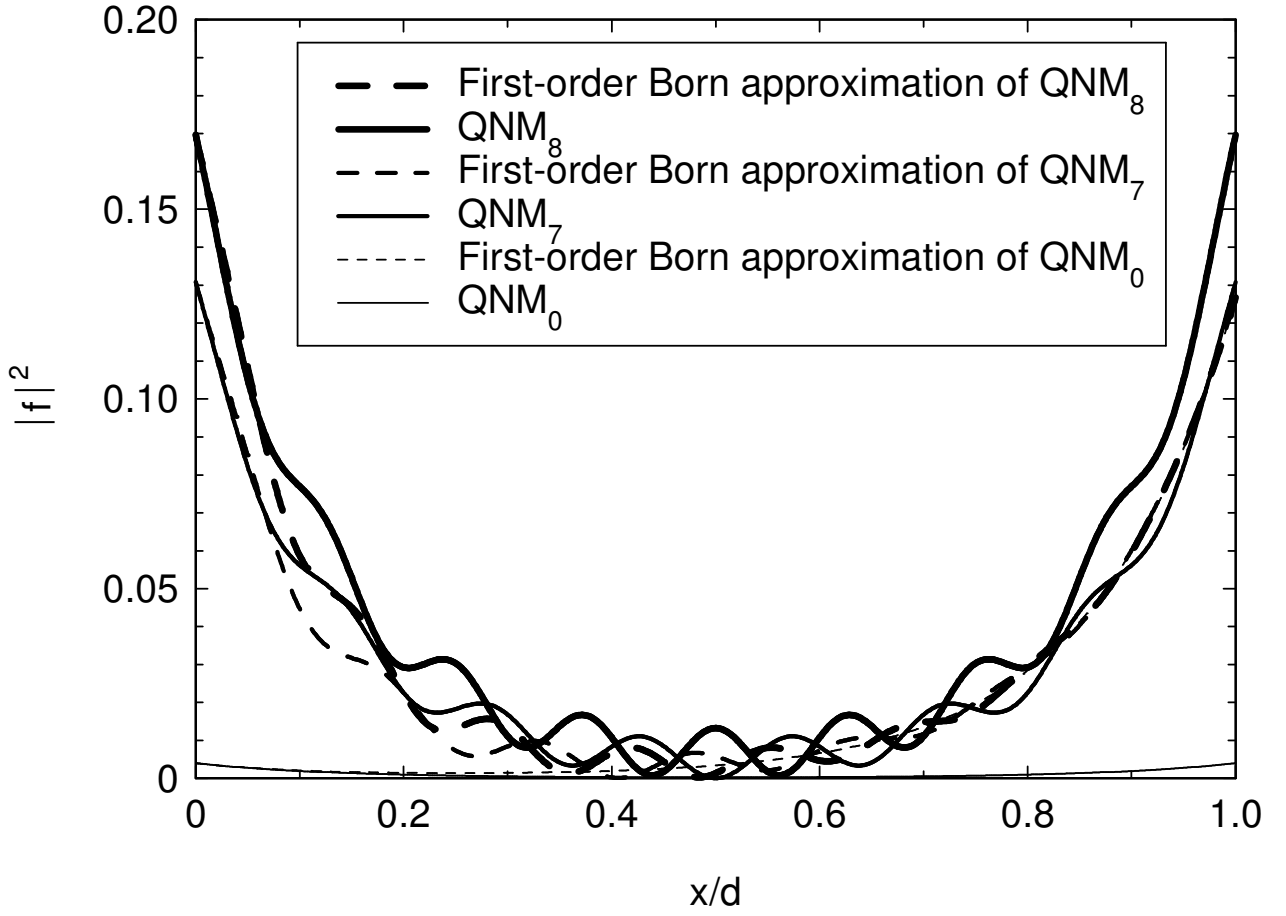 0.20
First-order Born approximation of QNM8
QNM8
First-order Born approximation of QNM7
QNM7
First-order Born approximation of QNM0
QNM0
0.15
0.10
0.05
0
|f|2
0 0.2 0.4 0.6 0.8 1.0
x/d